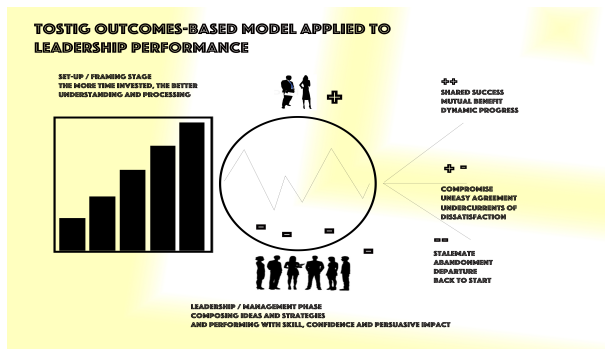 TOSTIG OUTCOMES-BASED MODEL APPLIED TO
LEADERSHIP PERFORMANCE
SET-UP / FRAMING STAGE
THE MORE TIME INVESTED, THE BETTER
UNDERSTANDING AND PROCESSING
+
++
SHARED SUCCESS
MUTUAL BENEFIT
DYNAMIC PROGRESS
+ -
COMPROMISE
UNEASY AGREEMENT
UNDERCURRENTS OF
DISSATISFACTION
- - - -
--
STALEMATE
ABANDONMENT
DEPARTURE
BACK TO START
LEADERSHIP / MANAGEMENT PHASE
COMPOSING IDEAS AND STRATEGIES
AND PERFORMING WITH SKILL, CONFIDENCE AND PERSUASIVE IMPACT